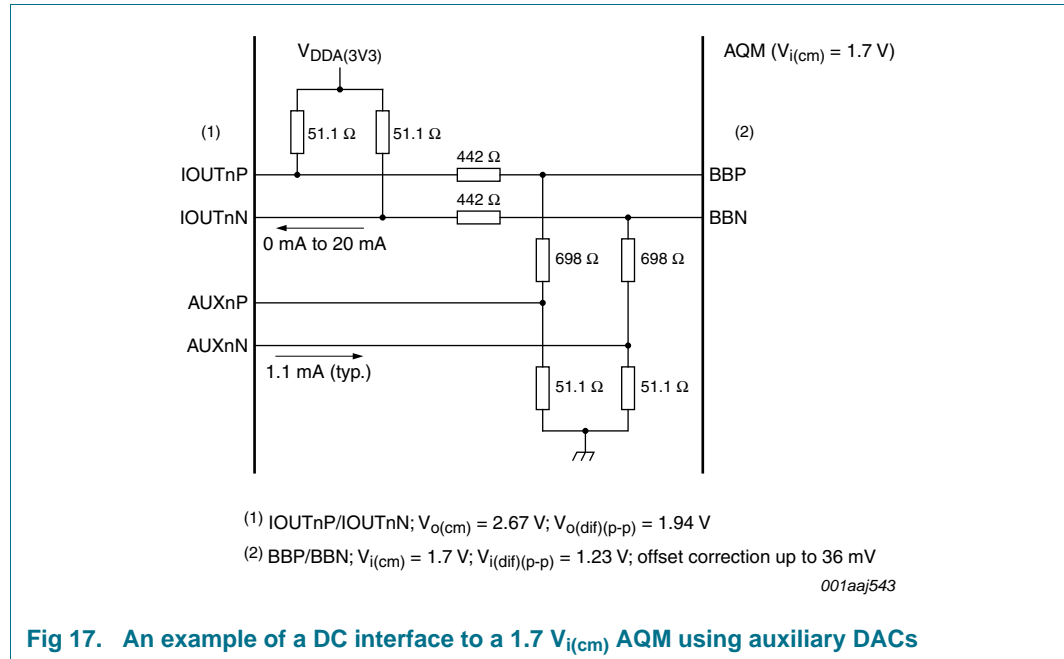 VDDA(3V3)
AQM (Vi(cm) = 1.7 V)
(1)
51.1 Ω
51.1 Ω
(2)
442 Ω
IOUTnP
BBP
442 Ω
IOUTnN
BBN
0 mA to 20 mA
698 Ω
698 Ω
AUXnP
AUXnN
1.1 mA (typ.)
51.1 Ω
51.1 Ω
(1) IOUTnP/IOUTnN; Vo(cm) = 2.67 V; Vo(dif)(p-p) = 1.94 V
(2) BBP/BBN; Vi(cm) = 1.7 V; Vi(dif)(p-p) = 1.23 V; offset correction up to 36 mV
001aaj543
Fig 17. An example of a DC interface to a 1.7 Vi(cm) AQM using auxiliary DACs